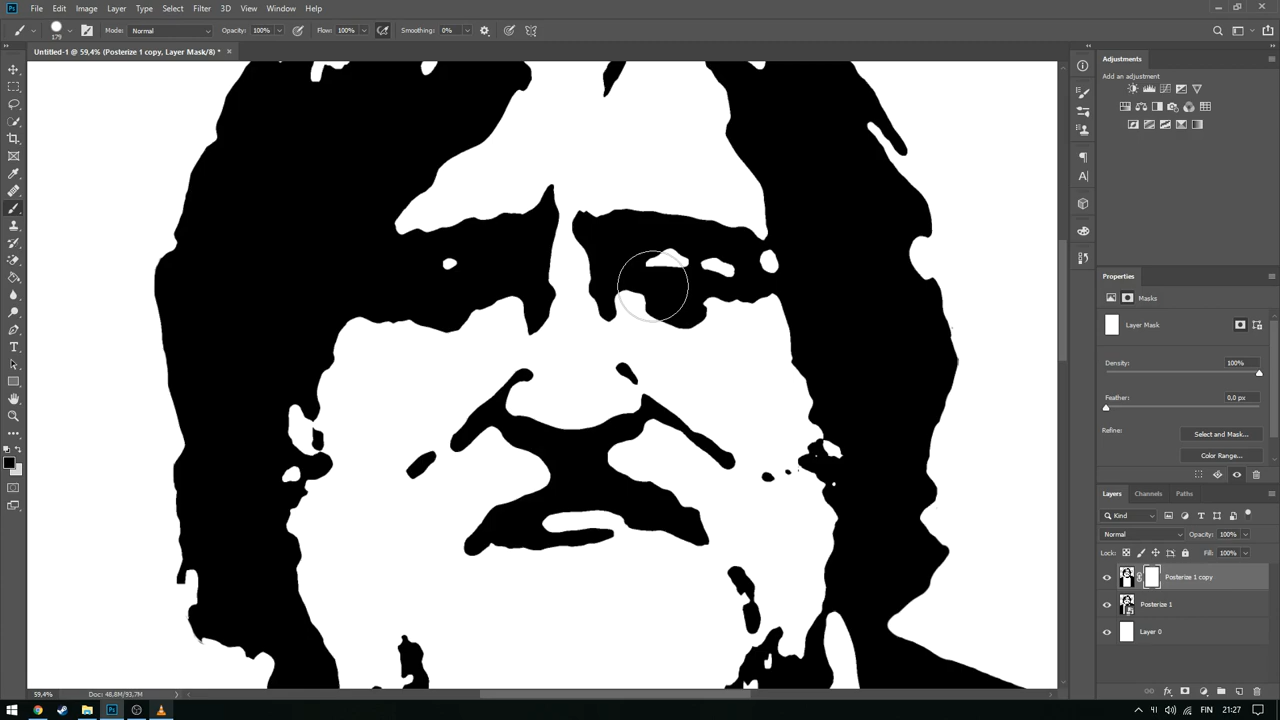 Ps File Edit Image Layer Type Select Filter 3D View Window Help
179 Mode: Normal Opacity: 100% Flow: 100% Smoothing: 0%
Untitled-1 @ 59,4% (Posterize 1 copy, Layer Mask/8) * ×
Adjustments
Add an adjustment
Properties
Masks
Layer Mask
Density: 100%
Feather: 0,0 px
Refine: Select and Mask...
Color Range...
Layers Channels Paths
Kind
Normal Opacity: 100%
Lock: Fill: 100%
Posterize 1 copy
Posterize 1
Layer 0
59,4% Doc: 48,8M/93,7M
FIN 21:27